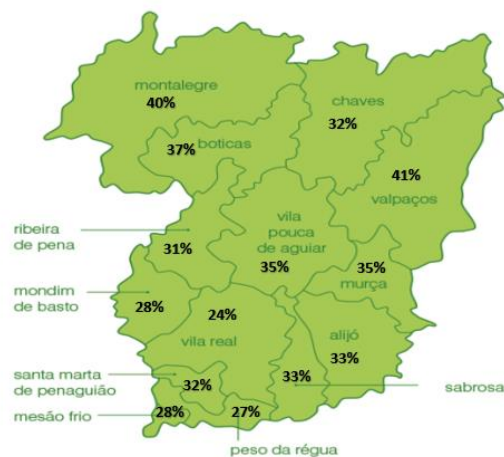 montalegre
40%
chaves
32%
37%
boticas
41%
valpaços
ribeira
de pena
31%
vila
pouca
de aguiar
35%
35%
murça
mondim
de basto
28%
24%
vila real
alijó
33%
santa marta
de penaguião
32%
33%
sabrosa
mesão frio
28%
27%
peso da régua